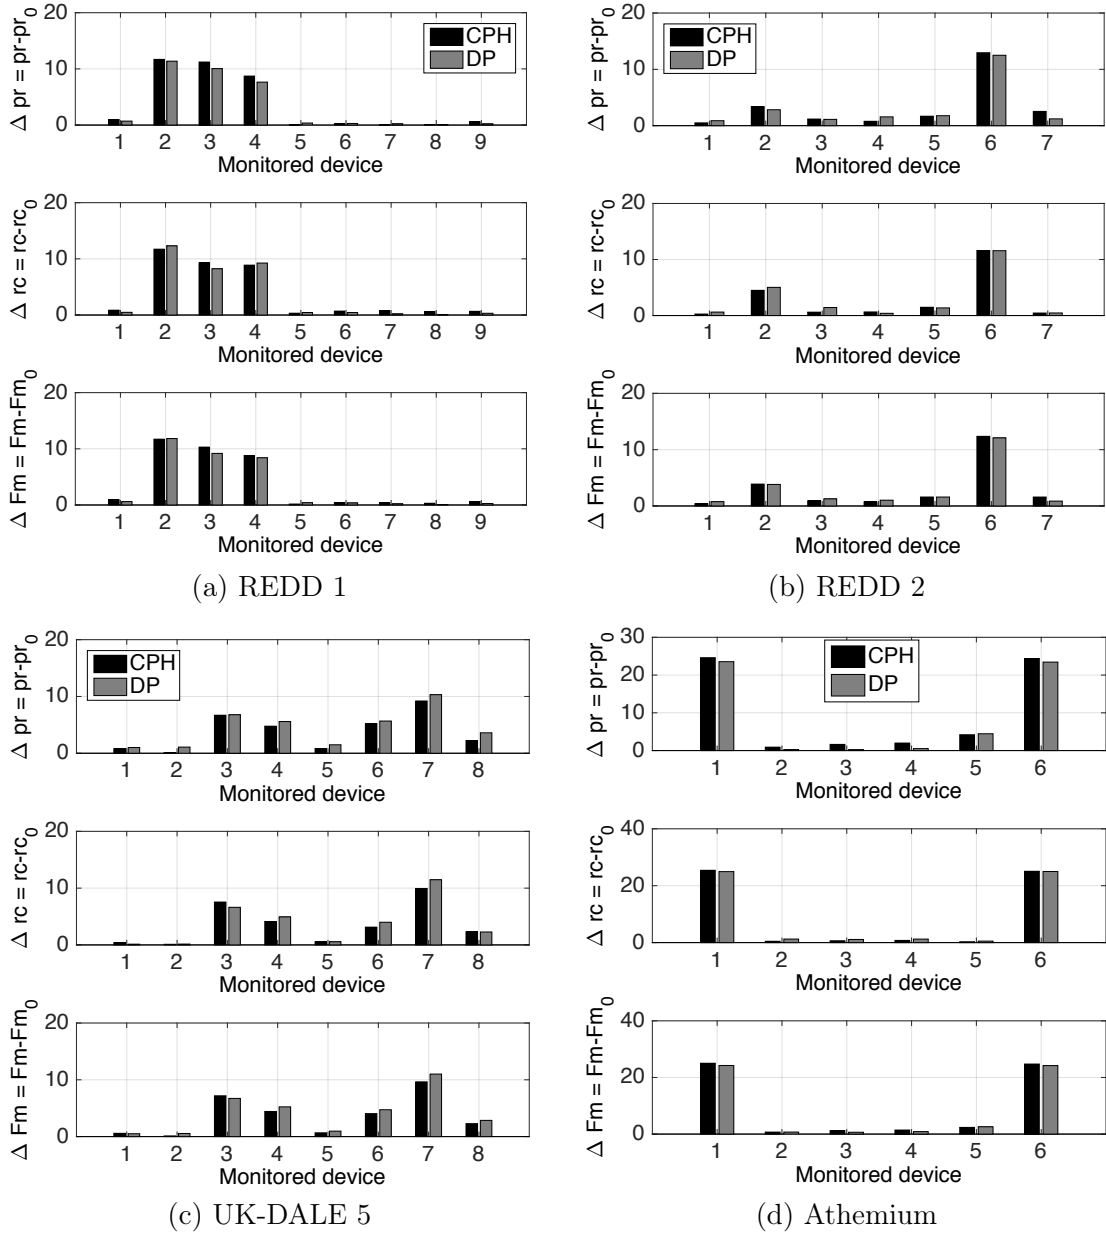 20
10
0
Δ pr = pr-pr0
CPH
DP
1 2 3 4 5 6 7 8 9
Monitored device
20
10
0
Δ rc = rc-rc0
1 2 3 4 5 6 7 8 9
Monitored device
20
10
0
Δ Fm = Fm-Fm0
1 2 3 4 5 6 7 8 9
Monitored device
(a) REDD 1
20
10
0
Δ pr = pr-pr0
CPH
DP
1 2 3 4 5 6 7
Monitored device
20
10
0
Δ rc = rc-rc0
1 2 3 4 5 6 7
Monitored device
20
10
0
Δ Fm = Fm-Fm0
1 2 3 4 5 6 7
Monitored device
(b) REDD 2
20
10
0
Δ pr = pr-pr0
CPH
DP
1 2 3 4 5 6 7 8
Monitored device
20
10
0
Δ rc = rc-rc0
1 2 3 4 5 6 7 8
Monitored device
20
10
0
Δ Fm = Fm-Fm0
1 2 3 4 5 6 7 8
Monitored device
(c) UK-DALE 5
30
20
10
0
Δ pr = pr-pr0
CPH
DP
1 2 3 4 5 6
Monitored device
40
20
0
Δ rc = rc-rc0
1 2 3 4 5 6
Monitored device
40
20
0
Δ Fm = Fm-Fm0
1 2 3 4 5 6
Monitored device
(d) Athemium